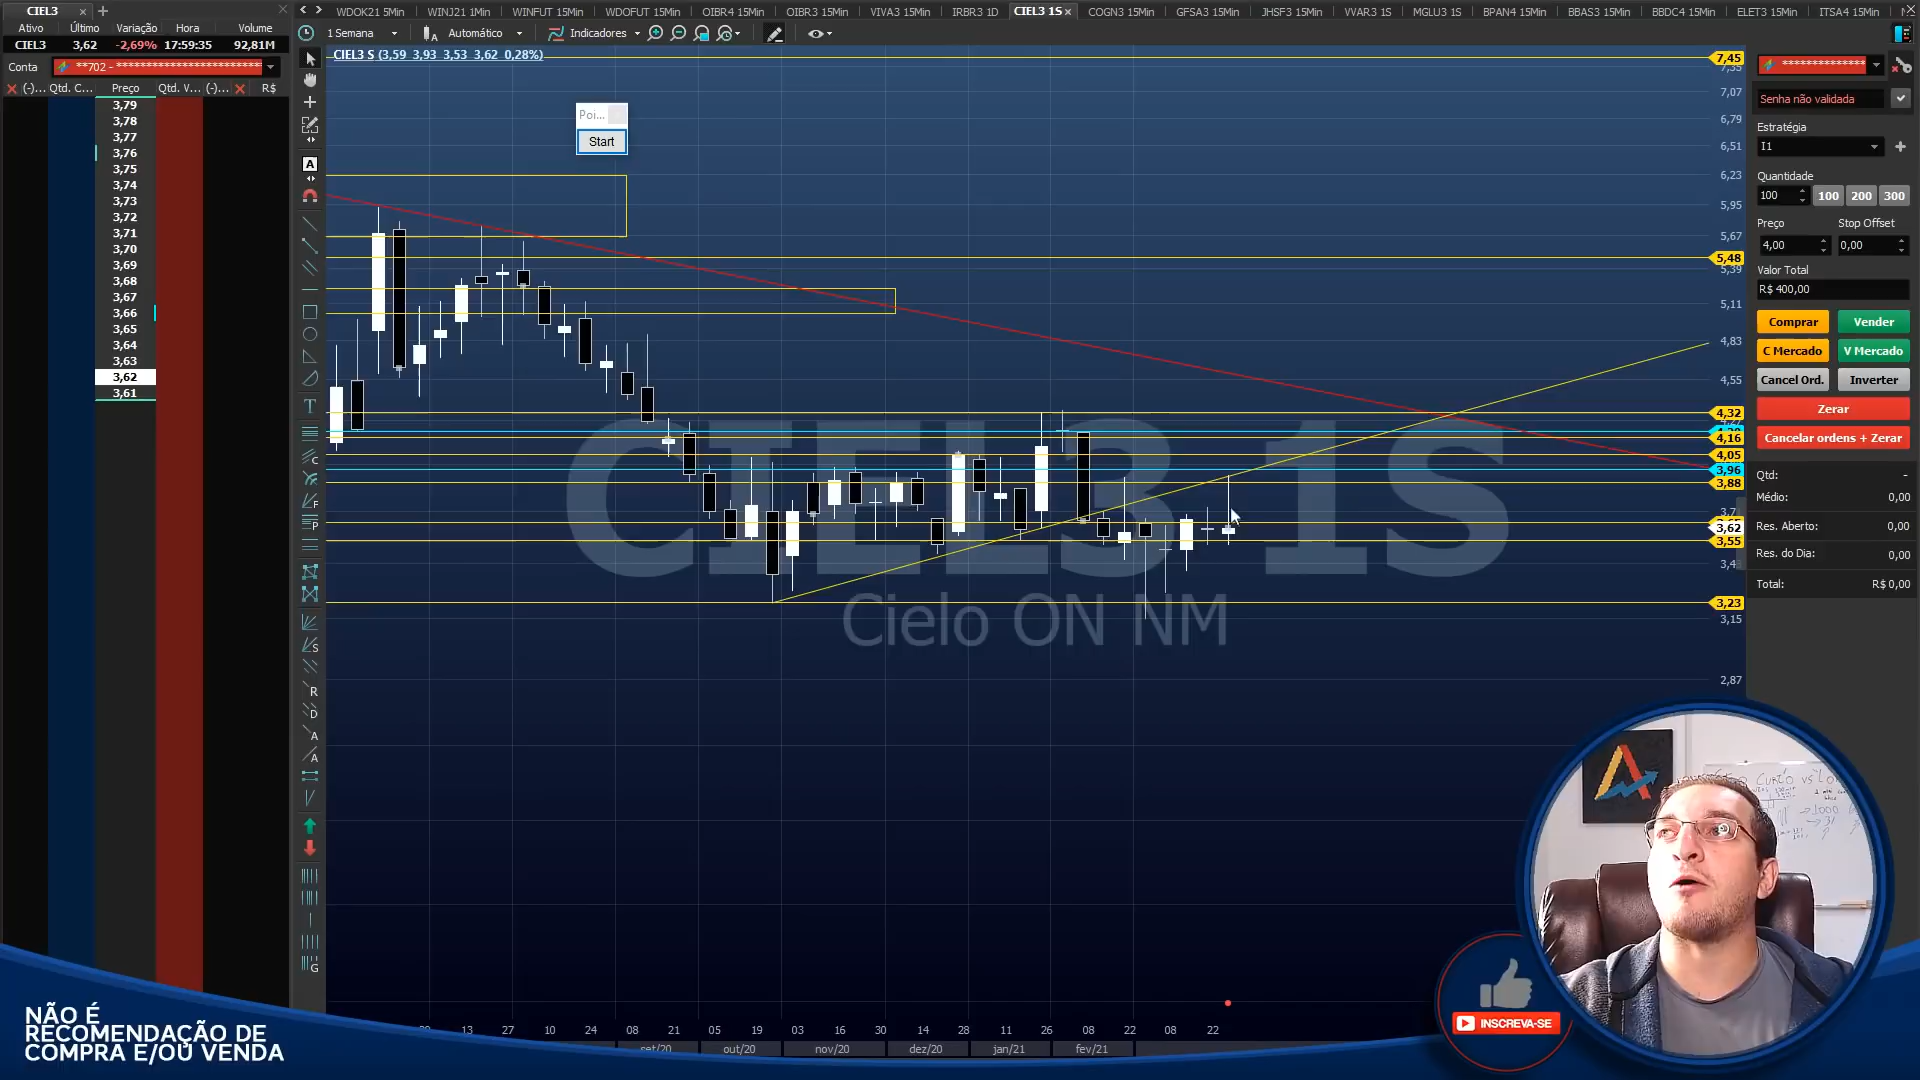 CIEL3
Ativo Último Variação Hora Volume
CIEL3 3,62 -2,69% 17:59:35 92,81M
Conta **702 - *************************
(-)... Qtd. C... Preço Qtd. V... (-)... R$
3,79
3,78
3,77
3,76
3,75
3,74
3,73
3,72
3,71
3,70
3,69
3,68
3,67
3,66
3,65
3,64
3,63
3,62
3,61
WDOK21 5Min WINJ21 1Min WINFUT 15Min WDOFUT 15Min OIBR4 15Min OIBR3 15Min VIVA3 15Min IRBR3 1D CIEL3 1S COGN3 15Min GFSA3 15Min JHSF3 15Min VVAR3 1S MGLU3 1S BPAN4 15Min BBAS3 15Min BBDC4 15Min ELET3 15Min ITSA4 15Min
1 Semana Automático Indicadores
CIEL3 S (3,59 3,93 3,53 3,62 0,28%)
Poi...
Start
CIEL3 1S
Cielo ON NM
7,45
7,07
6,79
6,51
6,23
5,95
5,67
5,48
5,39
5,11
4,83
4,55
4,32
4,16
4,05
3,96
3,88
3,62
3,55
3,23
3,15
2,87
13 27 10 24 08 21 05 19 03 16 30 14 28 11 26 08 22 08 22
set/20 out/20 nov/20 dez/20 jan/21 fev/21
**************
Senha não validada
Estratégia
I1
Quantidade
100 100 200 300
Preço Stop Offset
4,00 0,00
Valor Total
R$ 400,00
Comprar Vender
C Mercado V Mercado
Cancel Ord. Inverter
Zerar
Cancelar ordens + Zerar
Qtd: -
Médio: 0,00
Res. Aberto: 0,00
Res. do Dia: 0,00
Total: R$ 0,00
NÃO É
RECOMENDAÇÃO DE
COMPRA E/OU VENDA
INSCREVA-SE